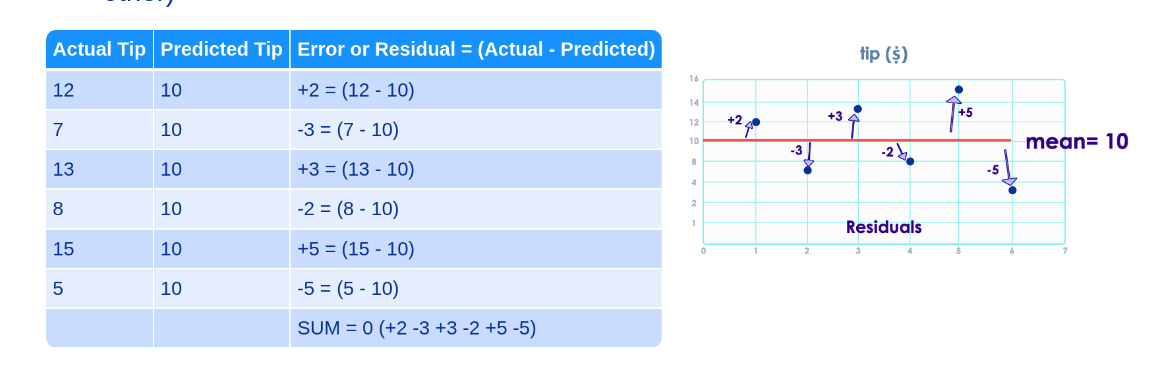 Actual Tip Predicted Tip Error or Residual = (Actual - Predicted)
12 10 +2 = (12 - 10)
7 10 -3 = (7 - 10)
13 10 +3 = (13 - 10)
8 10 -2 = (8 - 10)
15 10 +5 = (15 - 10)
5 10 -5 = (5 - 10)
SUM = 0 (+2 -3 +3 -2 +5 -5)
tip ($)
16
14
12
10
8
4
2
1
0 1 2 3 4 5 6 7
+2
-3
+3
-2
+5
-5
mean= 10
Residuals